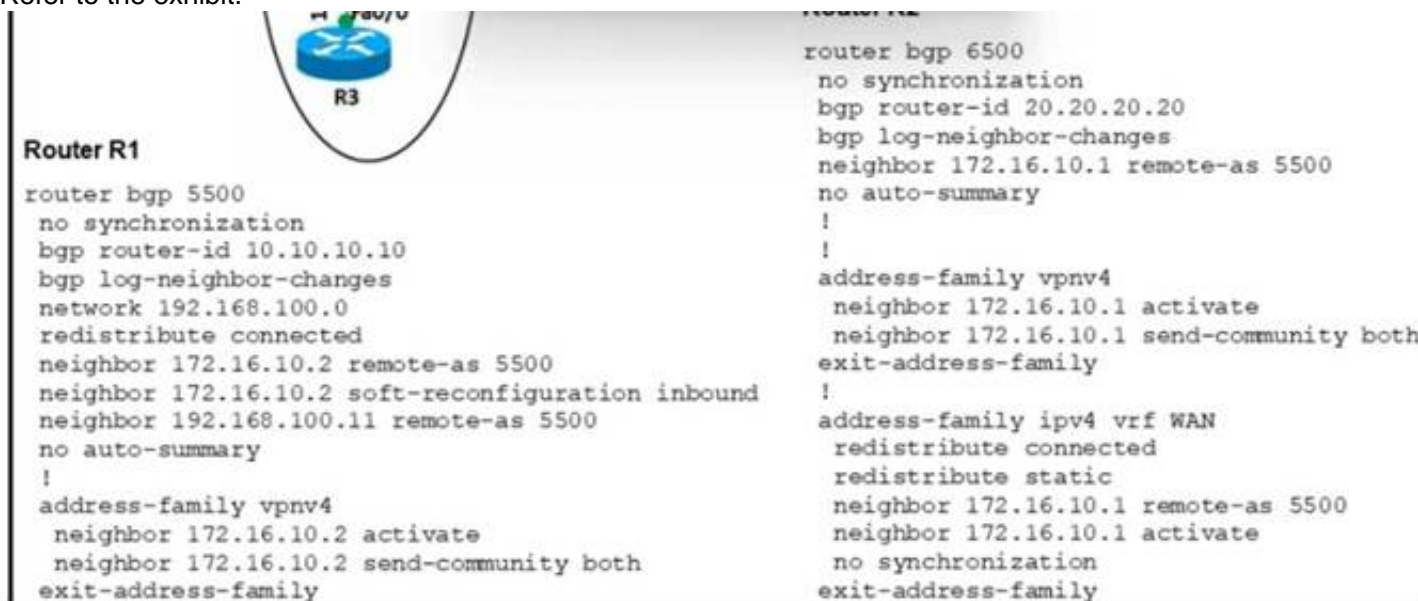 Refer to the exhibit.
Fa0/0
R3
Router R1
router bgp 5500
no synchronization
bgp router-id 10.10.10.10
bgp log-neighbor-changes
network 192.168.100.0
redistribute connected
neighbor 172.16.10.2 remote-as 5500
neighbor 172.16.10.2 soft-reconfiguration inbound
neighbor 192.168.100.11 remote-as 5500
no auto-summary
!
address-family vpnv4
neighbor 172.16.10.2 activate
neighbor 172.16.10.2 send-community both
exit-address-family
Router R2
router bgp 6500
no synchronization
bgp router-id 20.20.20.20
bgp log-neighbor-changes
neighbor 172.16.10.1 remote-as 5500
no auto-summary
!
!
address-family vpnv4
neighbor 172.16.10.1 activate
neighbor 172.16.10.1 send-community both
exit-address-family
!
address-family ipv4 vrf WAN
redistribute connected
redistribute static
neighbor 172.16.10.1 remote-as 5500
neighbor 172.16.10.1 activate
no synchronization
exit-address-family